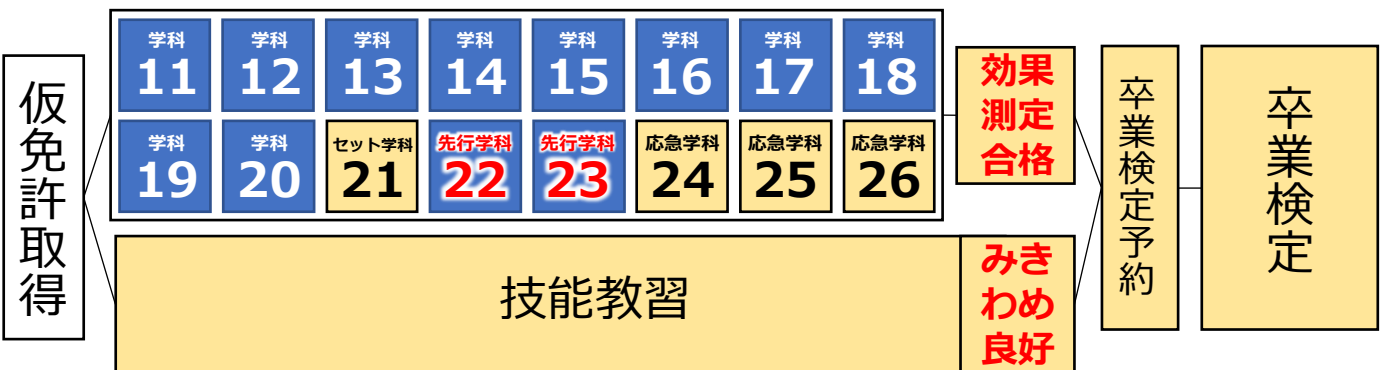 仮免許取得
学科
11
学科
12
学科
13
学科
14
学科
15
学科
16
学科
17
学科
18
学科
19
学科
20
セット学科
21
先行学科
22
先行学科
23
応急学科
24
応急学科
25
応急学科
26
効果
測定
合格
技能教習
みき
わめ
良好
卒業検定予約
卒業検定